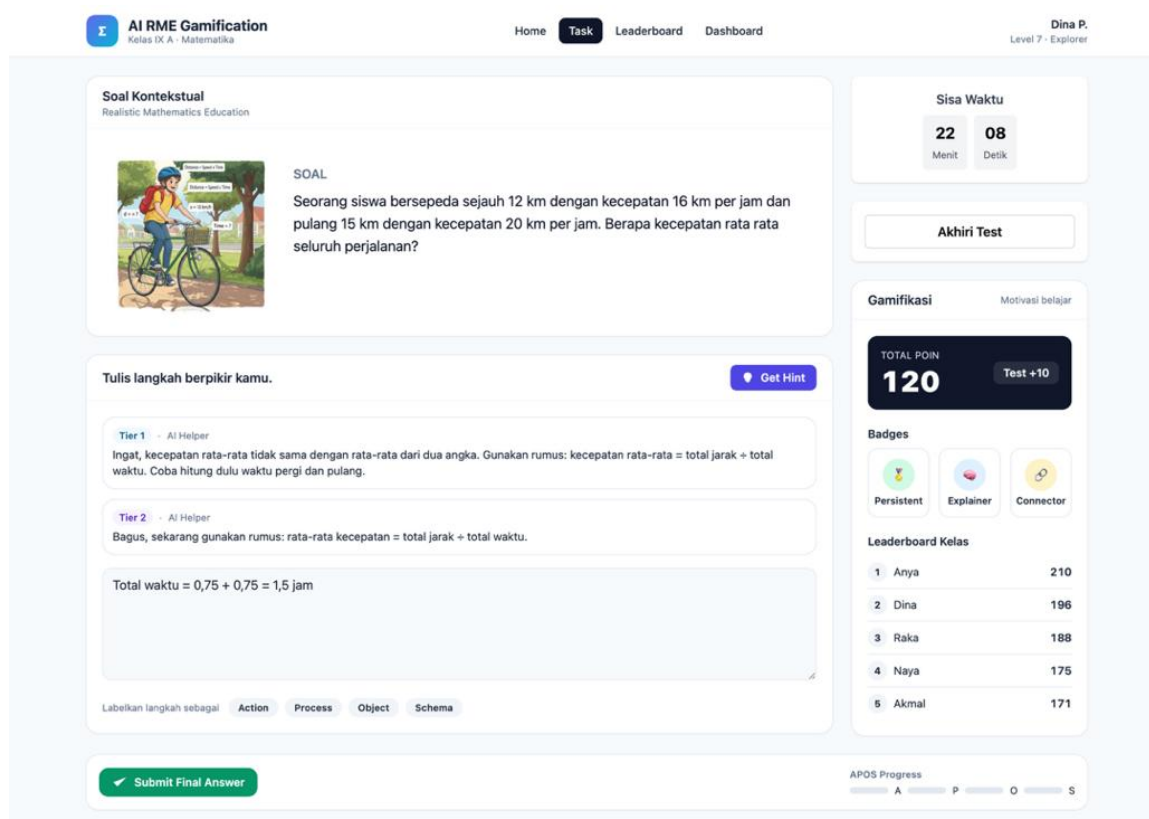 Σ
AI RME Gamification
Kelas IX A · Matematika
Home Task Leaderboard Dashboard
Dina P.
Level 7 · Explorer
Soal Kontekstual
Realistic Mathematics Education
SOAL
Seorang siswa bersepeda sejauh 12 km dengan kecepatan 16 km per jam dan
pulang 15 km dengan kecepatan 20 km per jam. Berapa kecepatan rata rata
seluruh perjalanan?
Sisa Waktu
22 08
Menit Detik
Akhiri Test
Tulis langkah berpikir kamu.
Get Hint
Tier 1 · AI Helper
Ingat, kecepatan rata-rata tidak sama dengan rata-rata dari dua angka. Gunakan rumus: kecepatan rata-rata = total jarak ÷ total
waktu. Coba hitung dulu waktu pergi dan pulang.
Tier 2 · AI Helper
Bagus, sekarang gunakan rumus: rata-rata kecepatan = total jarak ÷ total waktu.
Total waktu = 0,75 + 0,75 = 1,5 jam
Labelkan langkah sebagai Action Process Object Schema
Gamifikasi Motivasi belajar
TOTAL POIN
120
Test +10
Badges
Persistent Explainer Connector
Leaderboard Kelas
1 Anya 210
2 Dina 196
3 Raka 188
4 Naya 175
5 Akmal 171
Submit Final Answer
APOS Progress
A P O S